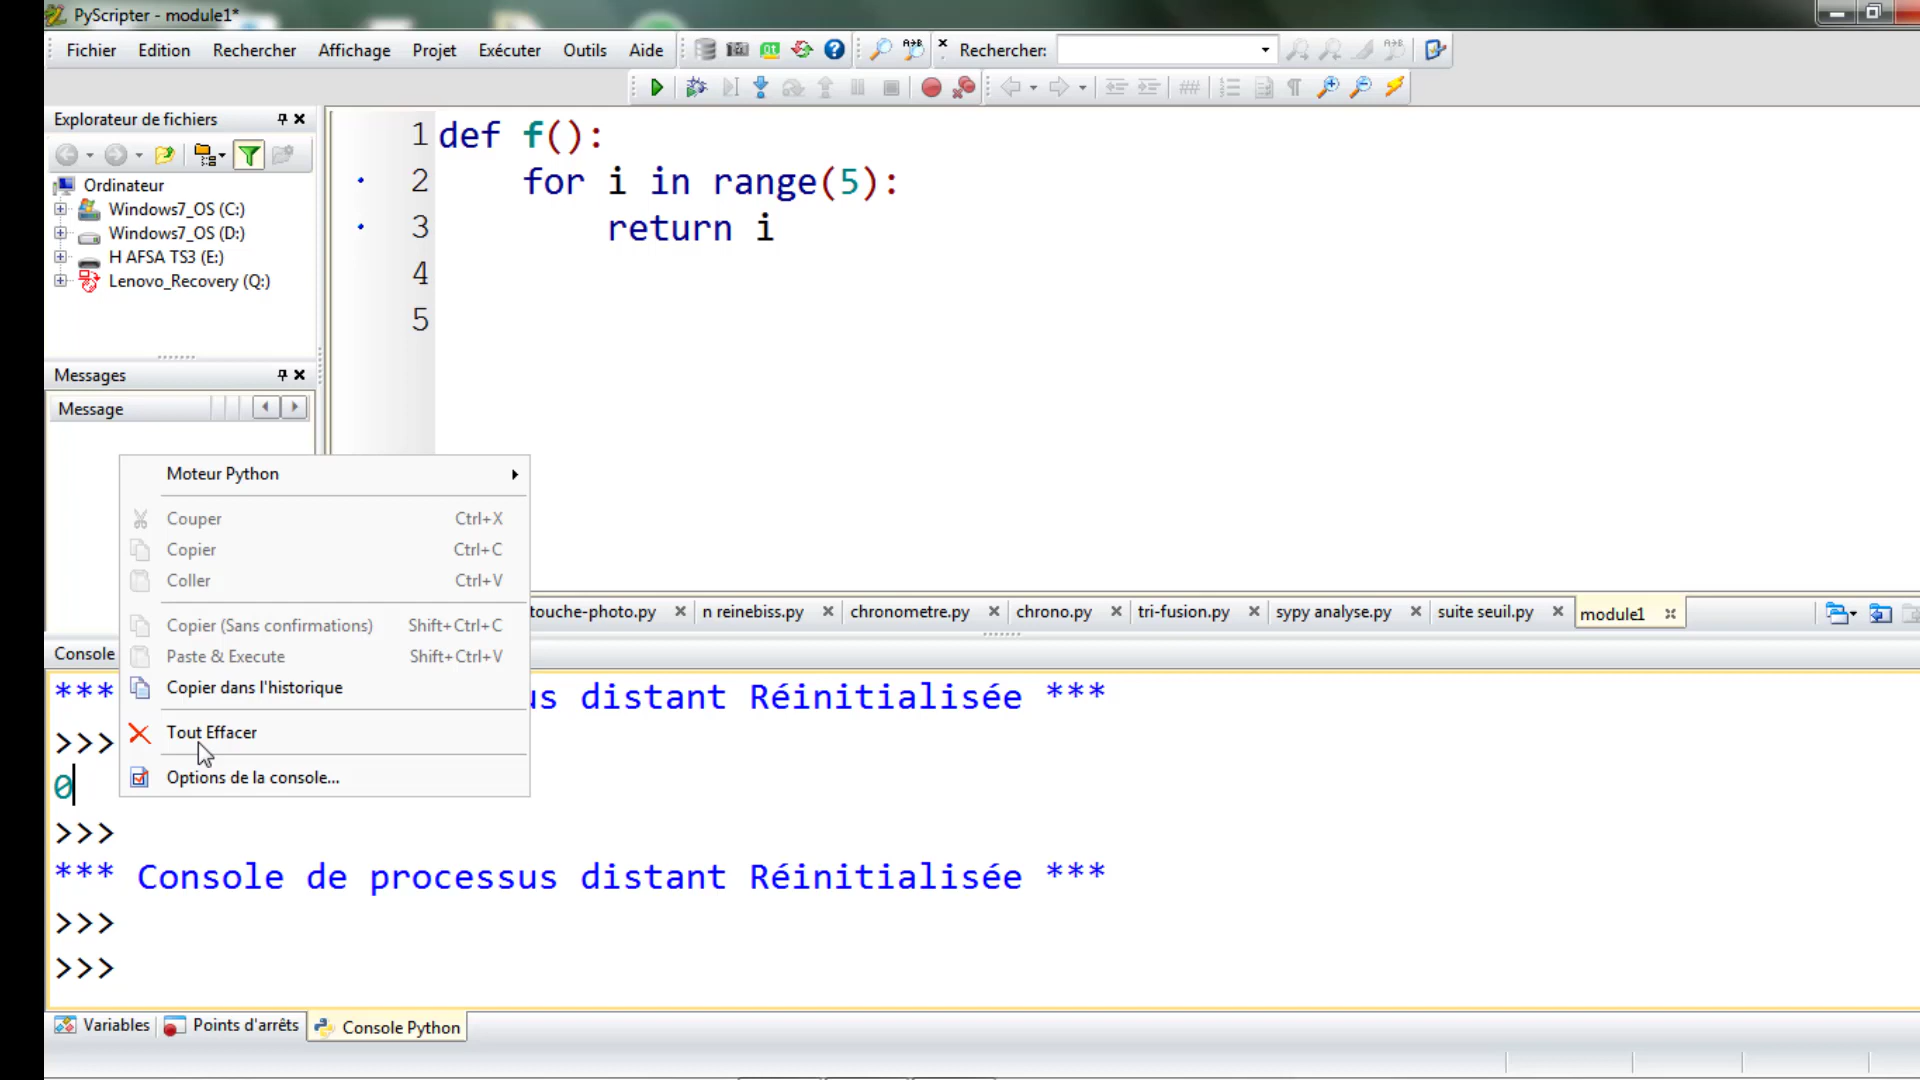 PyScripter - module1*
Fichier Edition Rechercher Affichage Projet Exécuter Outils Aide Rechercher:
Explorateur de fichiers
Ordinateur
Windows7_OS (C:)
Windows7_OS (D:)
H AFSA TS3 (E:)
Lenovo_Recovery (Q:)
Messages
Message
1 def f():
2 for i in range(5):
3 return i
4
5
Moteur Python
Couper Ctrl+X
Copier Ctrl+C
Coller Ctrl+V
Copier (Sans confirmations) Shift+Ctrl+C
Paste & Execute Shift+Ctrl+V
Copier dans l'historique
Tout Effacer
Options de la console...
touche-photo.py n reinebiss.py chronometre.py chrono.py tri-fusion.py sypy analyse.py suite seuil.py module1
Console
*** us distant Réinitialisée ***
>>>
0
>>>
*** Console de processus distant Réinitialisée ***
>>>
>>>
Variables Points d'arrêts Console Python